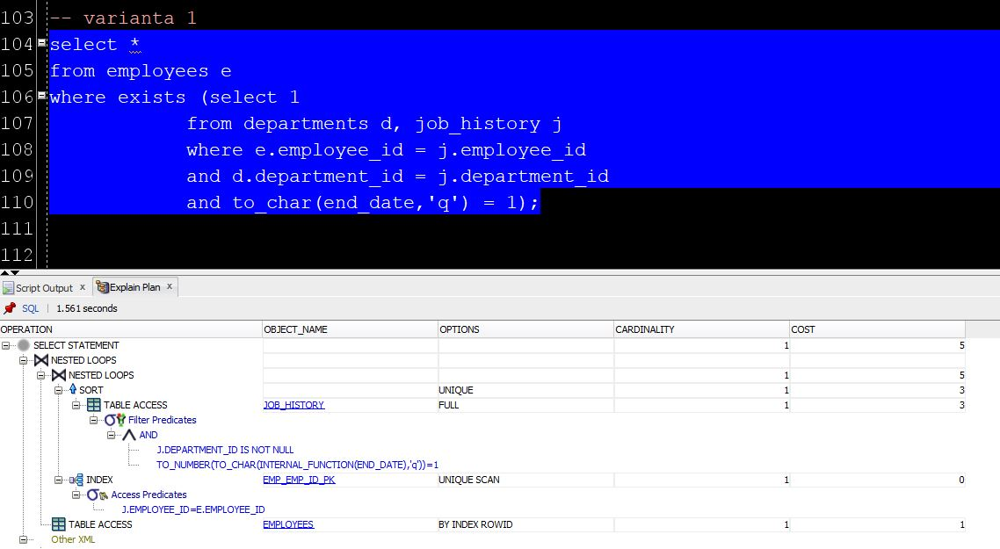 103 -- varianta 1
104 select *
105 from employees e
106 where exists (select 1
107 from departments d, job_history j
108 where e.employee_id = j.employee_id
109 and d.department_id = j.department_id
110 and to_char(end_date,'q') = 1);
111
112
Script Output x Explain Plan x
SQL | 1.561 seconds
OPERATION OBJECT_NAME OPTIONS CARDINALITY COST
SELECT STATEMENT 1 5
NESTED LOOPS
NESTED LOOPS 1 5
SORT UNIQUE 1 3
TABLE ACCESS JOB_HISTORY FULL 1 3
Filter Predicates
AND
J.DEPARTMENT_ID IS NOT NULL
TO_NUMBER(TO_CHAR(INTERNAL_FUNCTION(END_DATE),'q'))=1
INDEX EMP_EMP_ID_PK UNIQUE SCAN 1 0
Access Predicates
J.EMPLOYEE_ID=E.EMPLOYEE_ID
TABLE ACCESS EMPLOYEES BY INDEX ROWID 1 1
Other XML